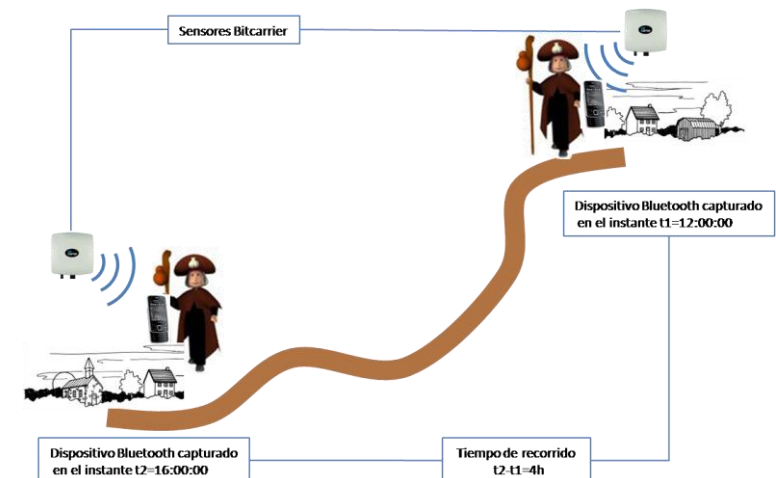 Sensores Bitcarrier
Dispositivo Bluetooth capturado
en el instante t1=12:00:00
Dispositivo Bluetooth capturado
en el instante t2=16:00:00
Tiempo de recorrido
t2-t1=4h